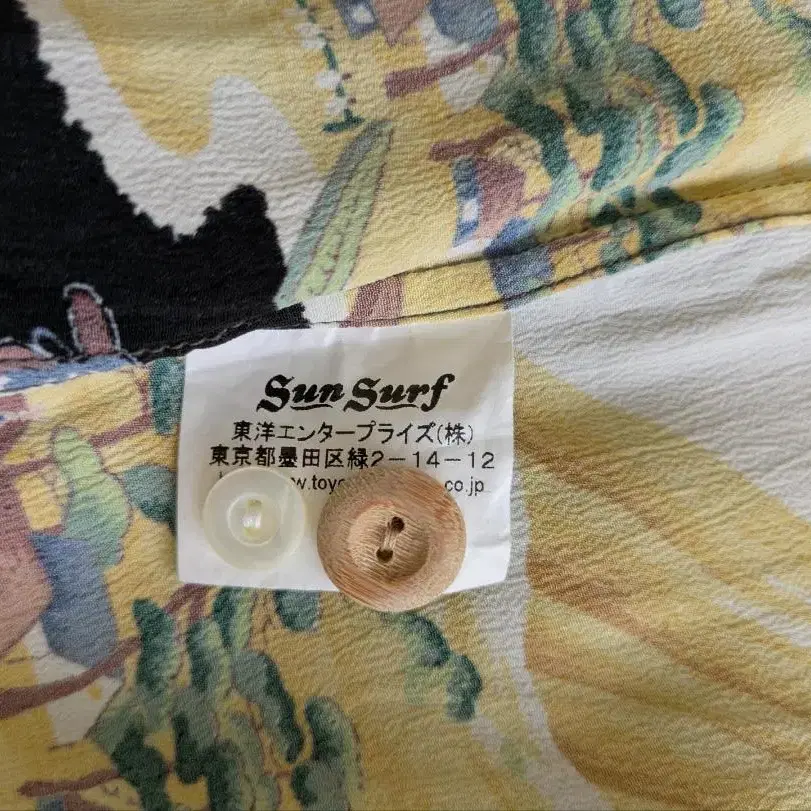 Sun Surf
東洋エンタープライズ(株)
東京都墨田区緑2-14-12
.co.jp